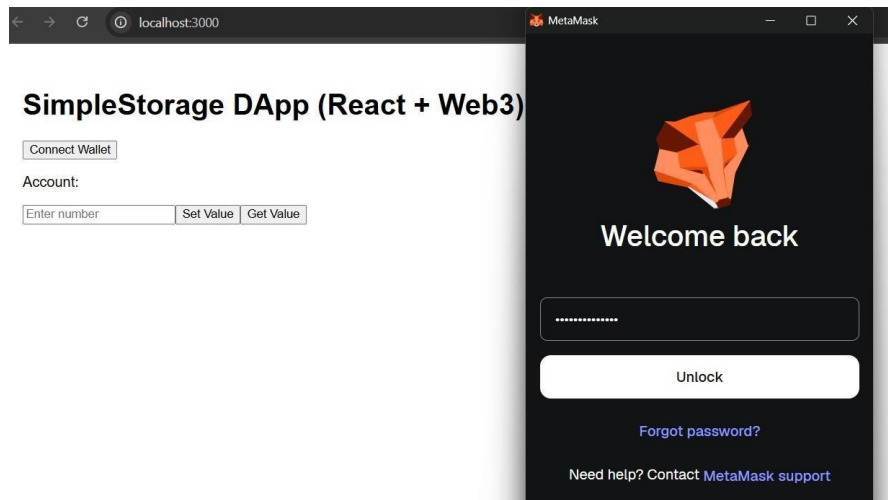 localhost:3000
SimpleStorage DApp (React + Web3)
Connect Wallet
Account:
Enter number Set Value Get Value
MetaMask
Welcome back
••••••••••••••
Unlock
Forgot password?
Need help? Contact MetaMask support